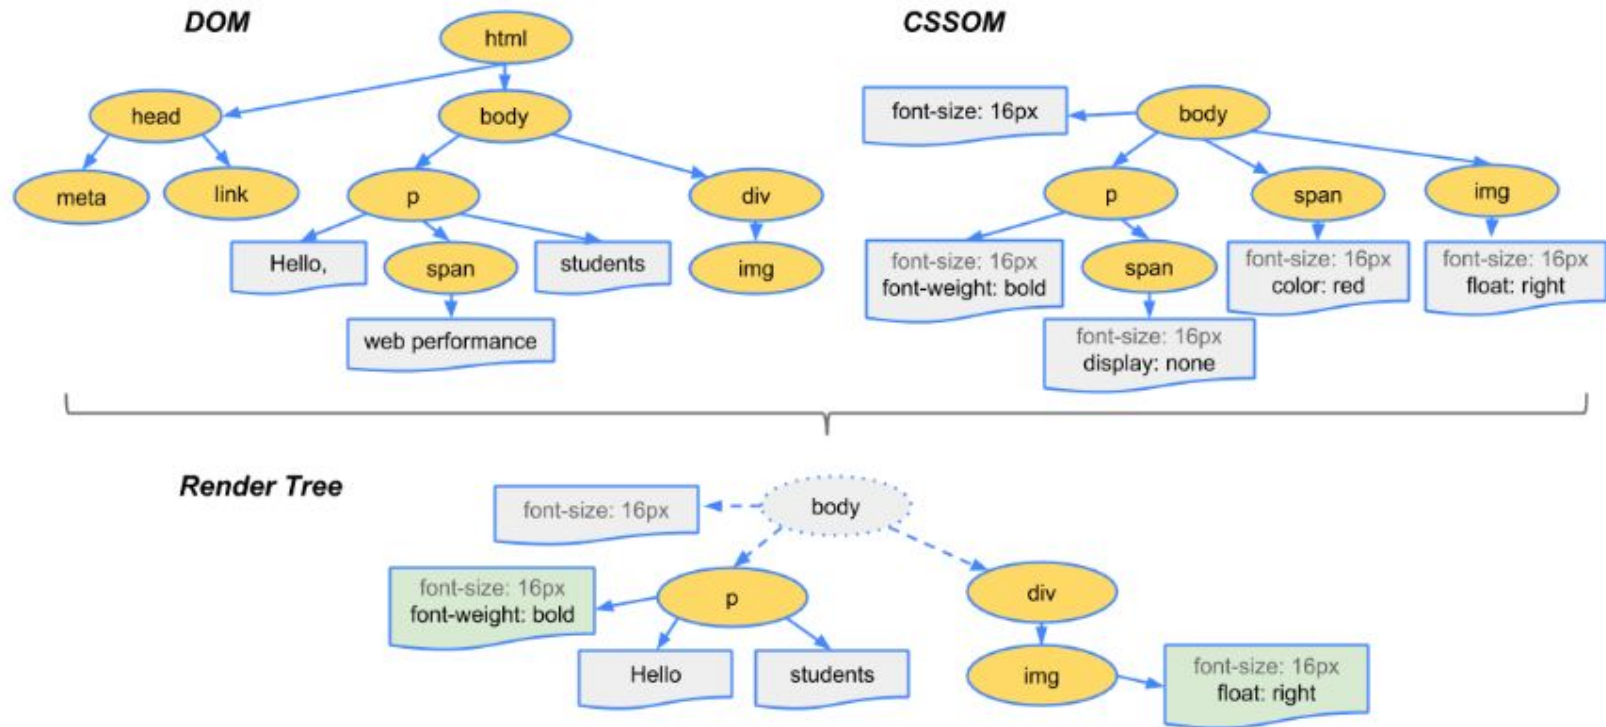 DOM
CSSOM
html
head
body
meta
link
p
div
Hello,
span
students
img
web performance
font-size: 16px
body
p
span
img
font-size: 16px
font-weight: bold
span
font-size: 16px
color: red
font-size: 16px
float: right
font-size: 16px
display: none
Render Tree
font-size: 16px
body
font-size: 16px
font-weight: bold
p
div
Hello
students
img
font-size: 16px
float: right